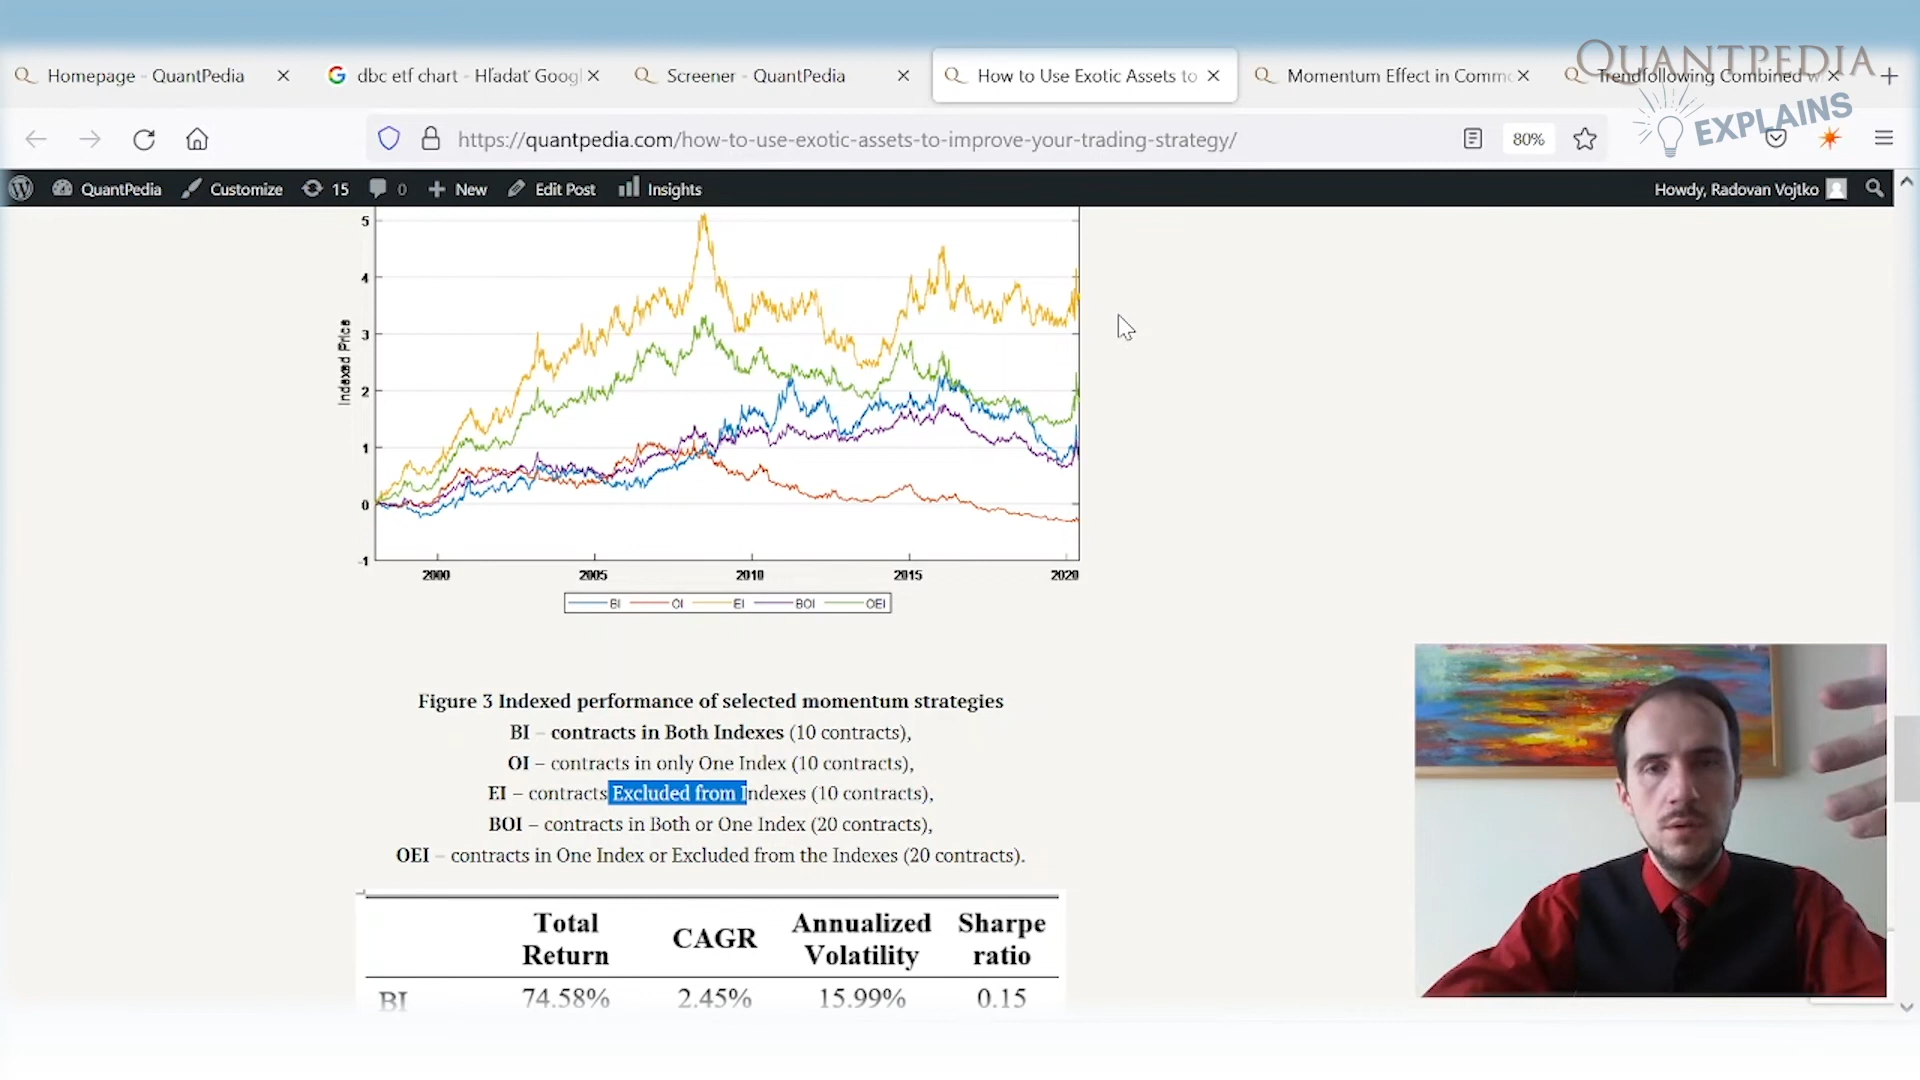 QUANTPEDIA
EXPLAINS
Homepage - QuantPedia
dbc etf chart - Hľadať Googl
Screener - QuantPedia
How to Use Exotic Assets to
Momentum Effect in Commo
Trendfollowing Combined w
https://quantpedia.com/how-to-use-exotic-assets-to-improve-your-trading-strategy/
80%
QuantPedia
Customize
15
0
New
Edit Post
Insights
Howdy, Radovan Vojtko
5
4
3
2
1
0
-1
Indexed Price
2000
2005
2010
2015
2020
BI OI EI BOI OEI
Figure 3 Indexed performance of selected momentum strategies
BI – contracts in Both Indexes (10 contracts),
OI – contracts in only One Index (10 contracts),
EI – contracts Excluded from Indexes (10 contracts),
BOI – contracts in Both or One Index (20 contracts),
OEI – contracts in One Index or Excluded from the Indexes (20 contracts).
Total Return CAGR Annualized Volatility Sharpe ratio
BI 74.58% 2.45% 15.99% 0.15